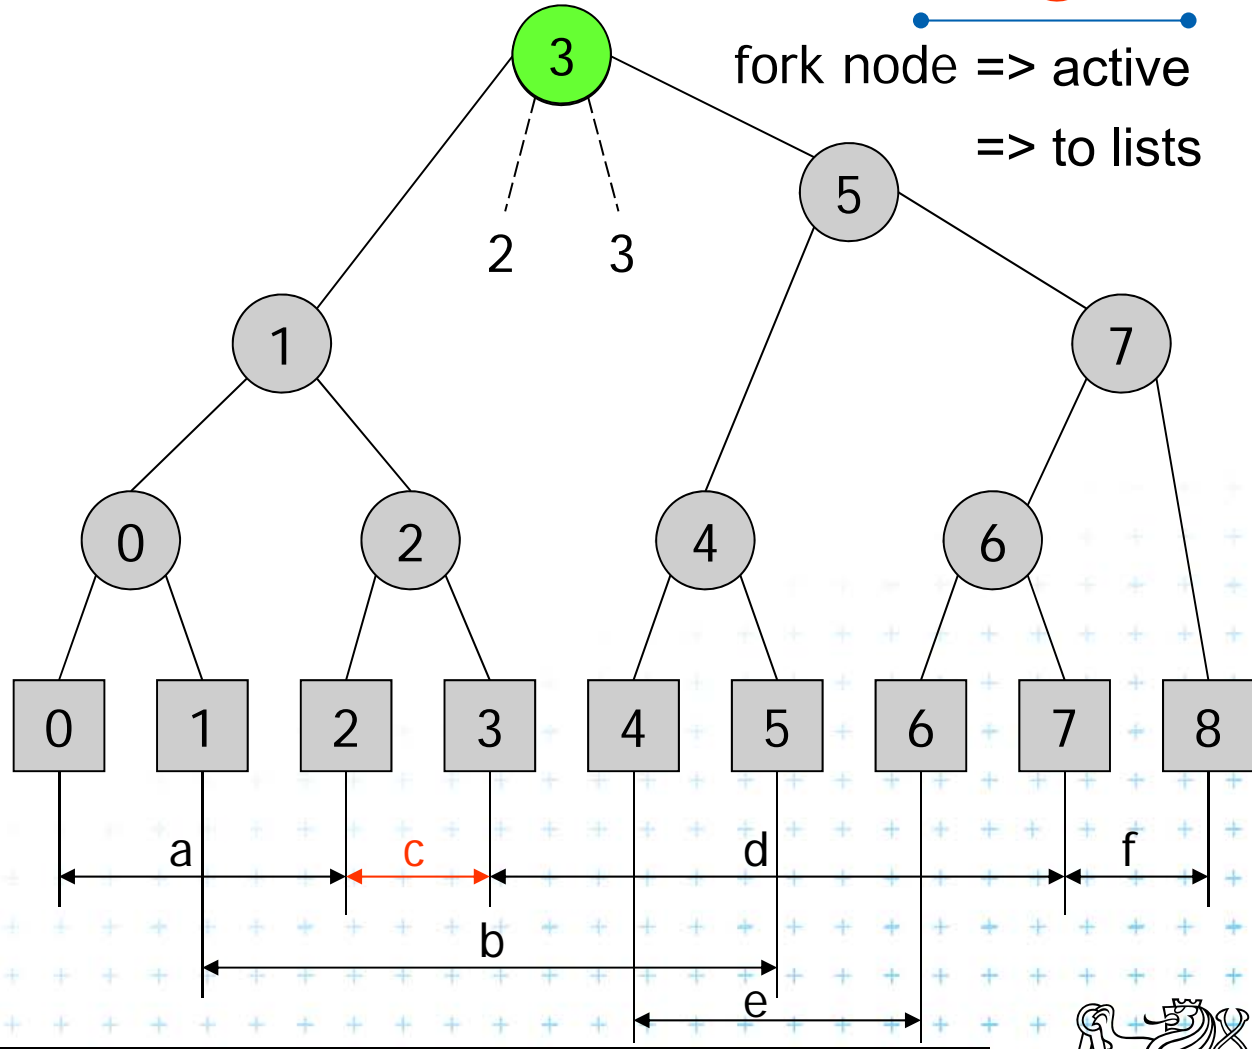 3
fork node => active
=> to lists
5
2 3
1 7
0 2 4 6
0 1 2 3 4 5 6 7 8
a c d f
b
e